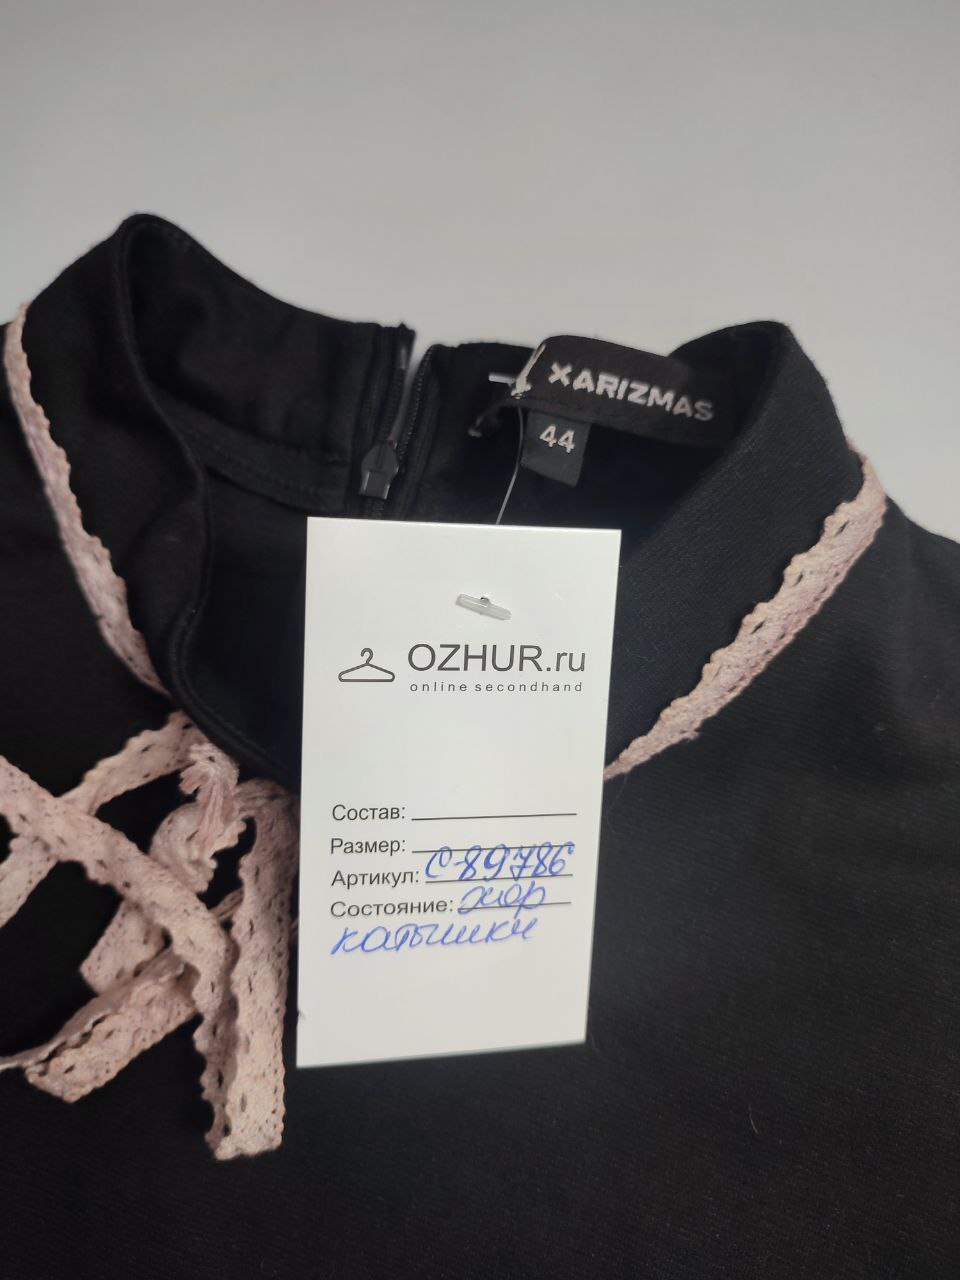 XARIZMAS
44
OZHUR.ru
online secondhand
Состав:
Размер:
Артикул: С-89786
Состояние: хор
катышки